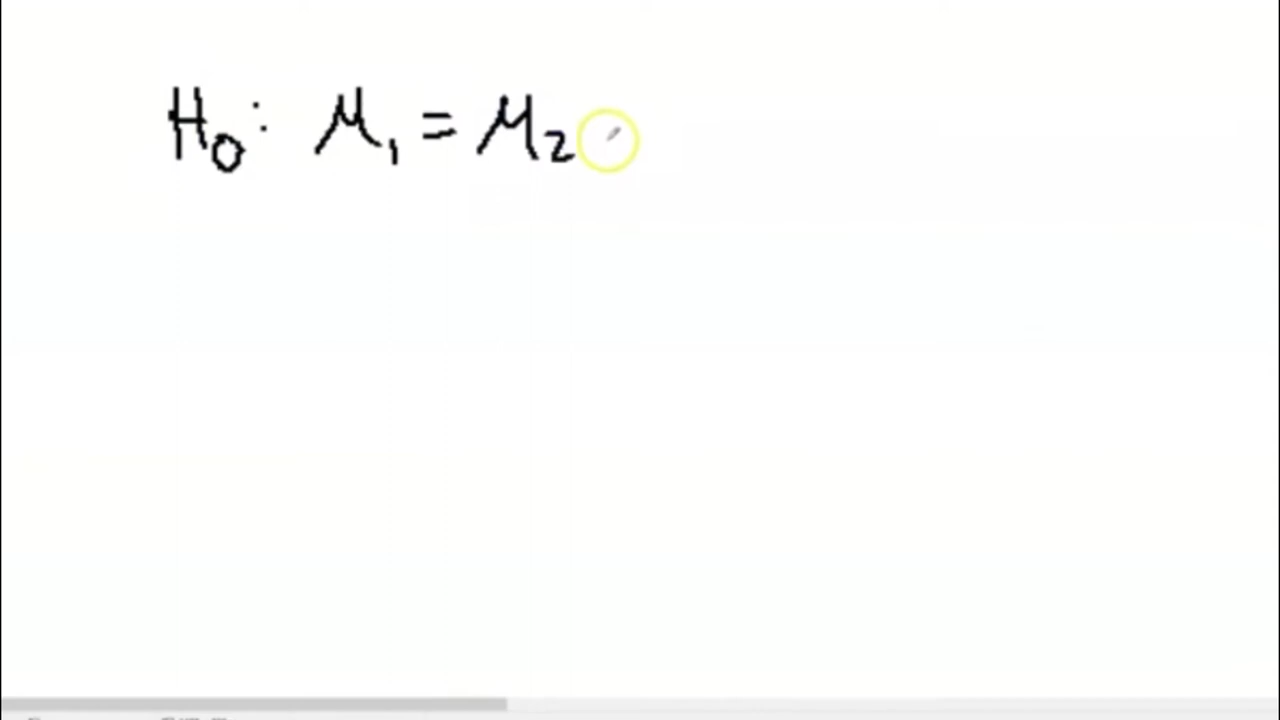 H₀: μ₁ = μ₂